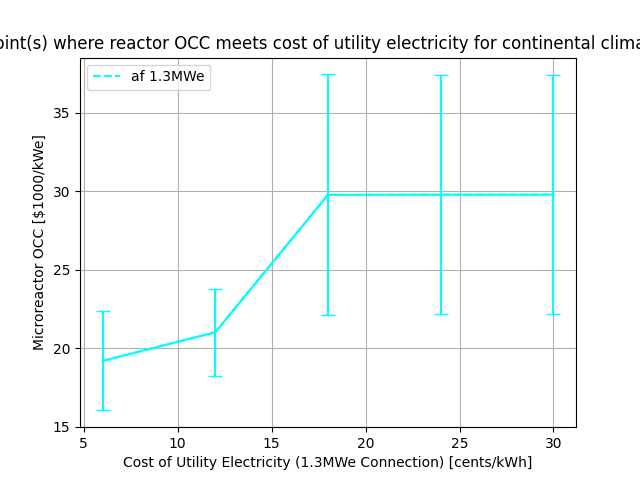 oint(s) where reactor OCC meets cost of utility electricity for continental clima
af 1.3MWe
Microreactor OCC [$1000/kWe]
35
30
25
20
15
5 10 15 20 25 30
Cost of Utility Electricity (1.3MWe Connection) [cents/kWh]